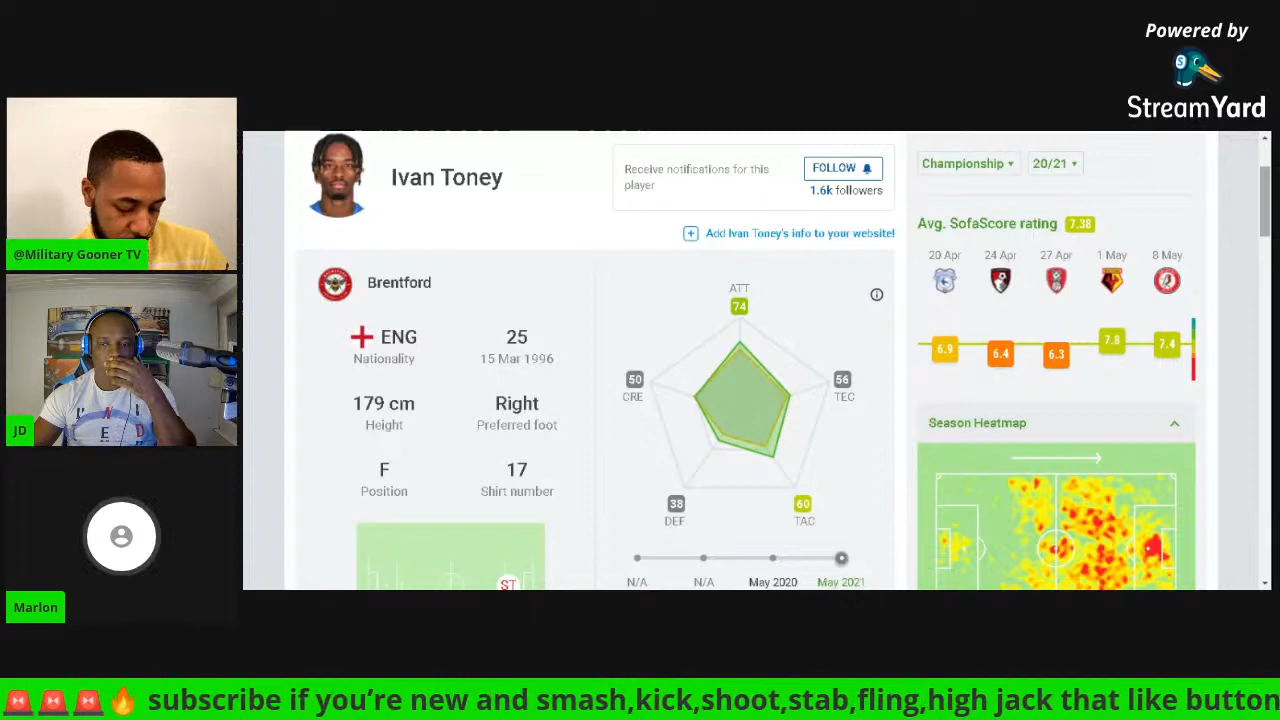 Powered by
StreamYard
@Military Gooner TV
JD
Marlon
Ivan Toney
Receive notifications for this
player
FOLLOW
1.6k followers
Add Ivan Toney's info to your website!
Brentford
ENG
Nationality
25
15 Mar 1996
179 cm
Height
Right
Preferred foot
F
Position
17
Shirt number
ST
ATT
74
50
CRE
56
TEC
38
DEF
60
TAC
N/A
N/A
May 2020
May 2021
Championship
20/21
Avg. SofaScore rating 7.38
20 Apr
24 Apr
27 Apr
1 May
8 May
6.9
6.4
6.3
7.8
7.4
Season Heatmap
subscribe if you’re new and smash,kick,shoot,stab,fling,high jack that like button